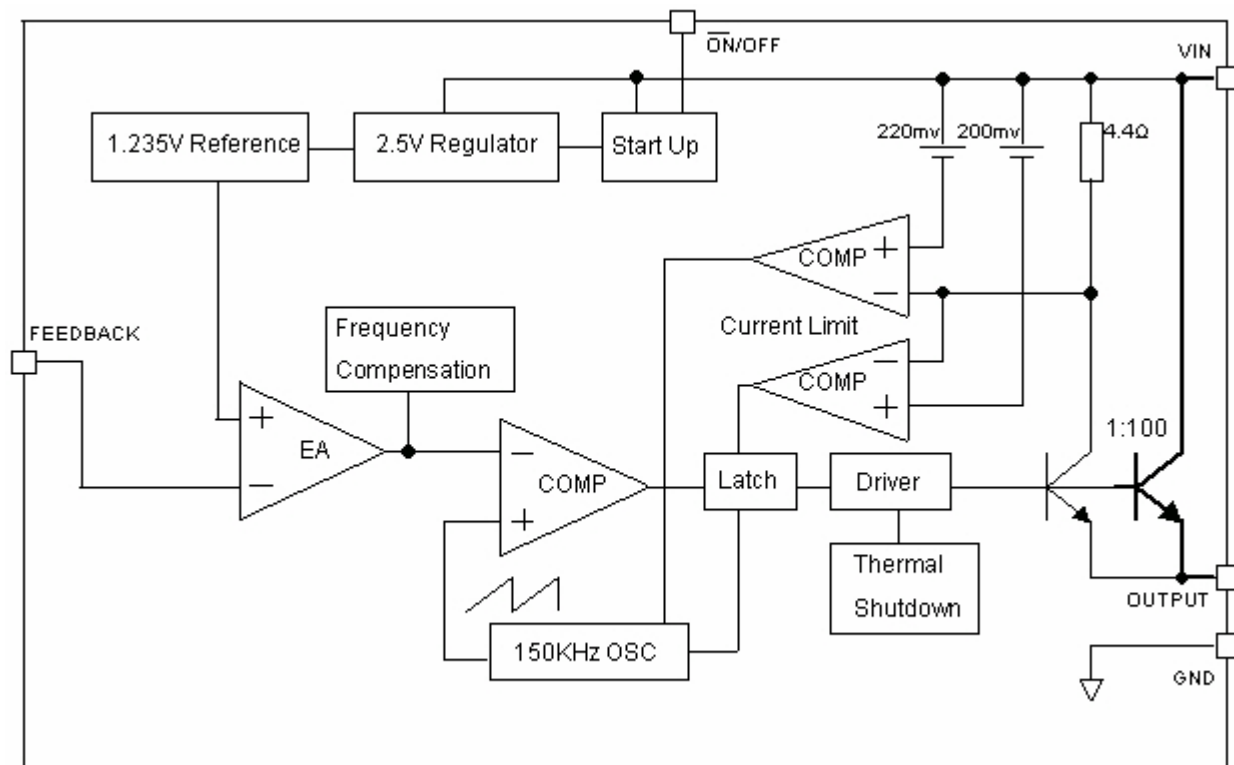 ON/OFF
VIN
1.235V Reference
2.5V Regulator
Start Up
220mv
200mv
4.4Ω
+
COMP
−
FEEDBACK
Frequency
Compensation
Current Limit
−
COMP
+
+
EA
−
−
COMP
+
1:100
Latch
Driver
Thermal
Shutdown
OUTPUT
150KHz OSC
GND